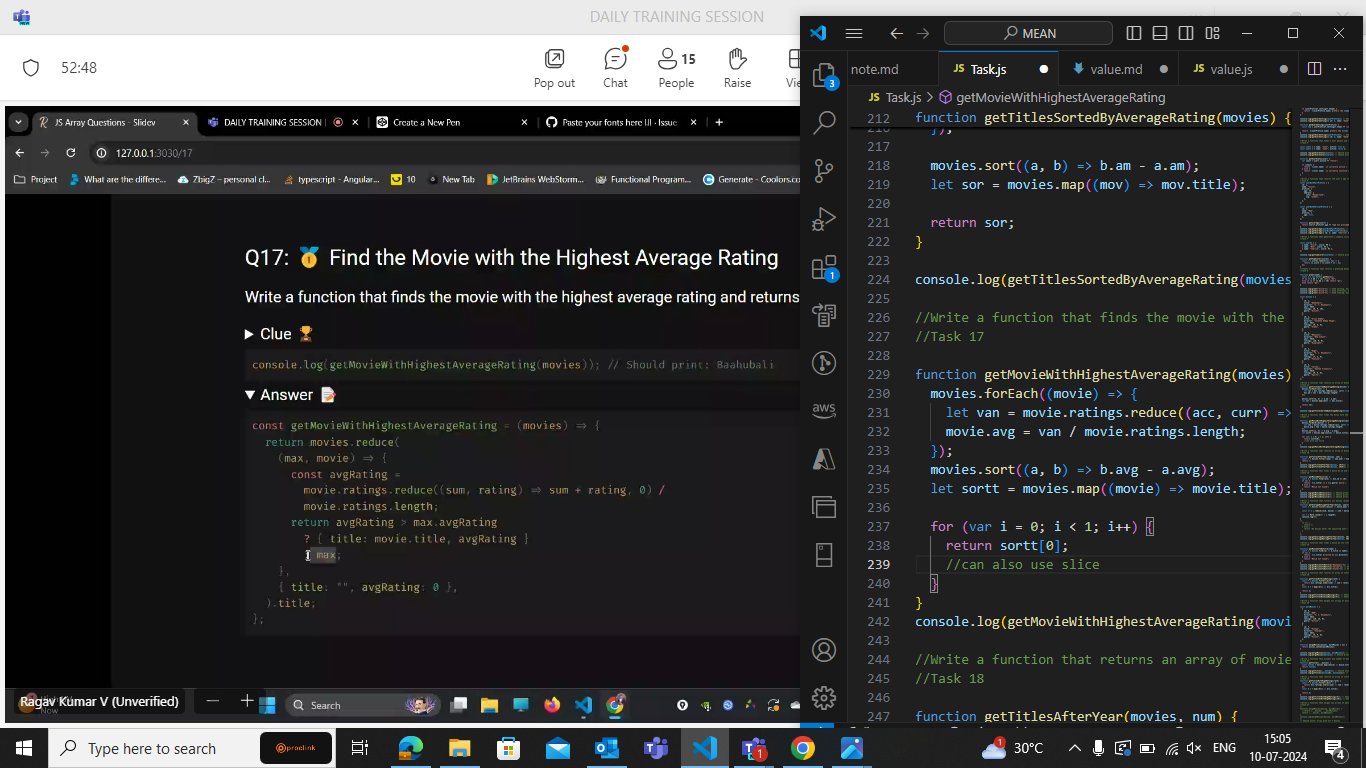 DAILY TRAINING SESSION
52:48
Pop out
Chat
15
People
Raise
JS Array Questions - Slidev
DAILY TRAINING SESSION
Create a New Pen
Paste your fonts here
Issue
127.0.0.1:3030/17
Project
What are the differe...
ZbigZ – personal cl...
typescript - Angular...
10
New Tab
JetBrains WebStorm...
Functional Program...
Generate - Coolors.co
Q17: 🥇 Find the Movie with the Highest Average Rating
Write a function that finds the movie with the highest average rating and returns
Clue 🏆
console.log(getMovieWithHighestAverageRating(movies)); // Should print: Baahubali
Answer 📝
const getMovieWithHighestAverageRating = (movies) => {
return movies.reduce(
(max, movie) => {
const avgRating =
movie.ratings.reduce((sum, rating) => sum + rating, 0) /
movie.ratings.length;
return avgRating > max.avgRating
? { title: movie.title, avgRating }
: max;
},
{ title: "", avgRating: 0 },
).title;
};
Ragav Kumar V (Unverified)
Now
Search
MEAN
note.md
JS Task.js
value.md
JS value.js
JS Task.js > getMovieWithHighestAverageRating
212 function getTitlesSortedByAverageRating(movies) {
216 });
217
218 movies.sort((a, b) => b.am - a.am);
219 let sor = movies.map((mov) => mov.title);
220
221 return sor;
222 }
223
224 console.log(getTitlesSortedByAverageRating(movies
225
226 //Write a function that finds the movie with the
227 //Task 17
228
229 function getMovieWithHighestAverageRating(movies)
230 movies.forEach((movie) => {
231 let van = movie.ratings.reduce((acc, curr) =>
232 movie.avg = van / movie.ratings.length;
233 });
234 movies.sort((a, b) => b.avg - a.avg);
235 let sortt = movies.map((movie) => movie.title);
236
237 for (var i = 0; i < 1; i++) {
238 return sortt[0];
239 //can also use slice
240 }
241 }
242 console.log(getMovieWithHighestAverageRating(movi
243
244 //Write a function that returns an array of movie
245 //Task 18
246
247 function getTitlesAfterYear(movies, num) {
3
1
aws
Type here to search
proclink
1
1
30°C
ENG
15:05
10-07-2024
4